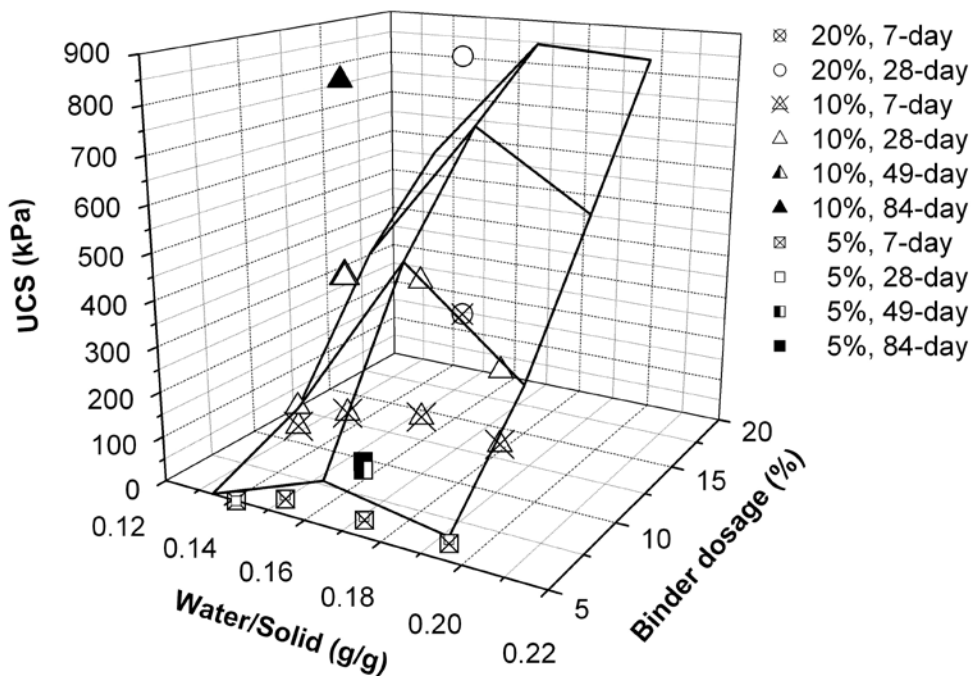 900
800
700
600
500
400
300
200
100
0
UCS (kPa)
0.12
0.14
0.16
0.18
0.20
0.22
Water/Solid (g/g)
5
10
15
20
Binder dosage (%)
20%, 7-day
20%, 28-day
10%, 7-day
10%, 28-day
10%, 49-day
10%, 84-day
5%, 7-day
5%, 28-day
5%, 49-day
5%, 84-day